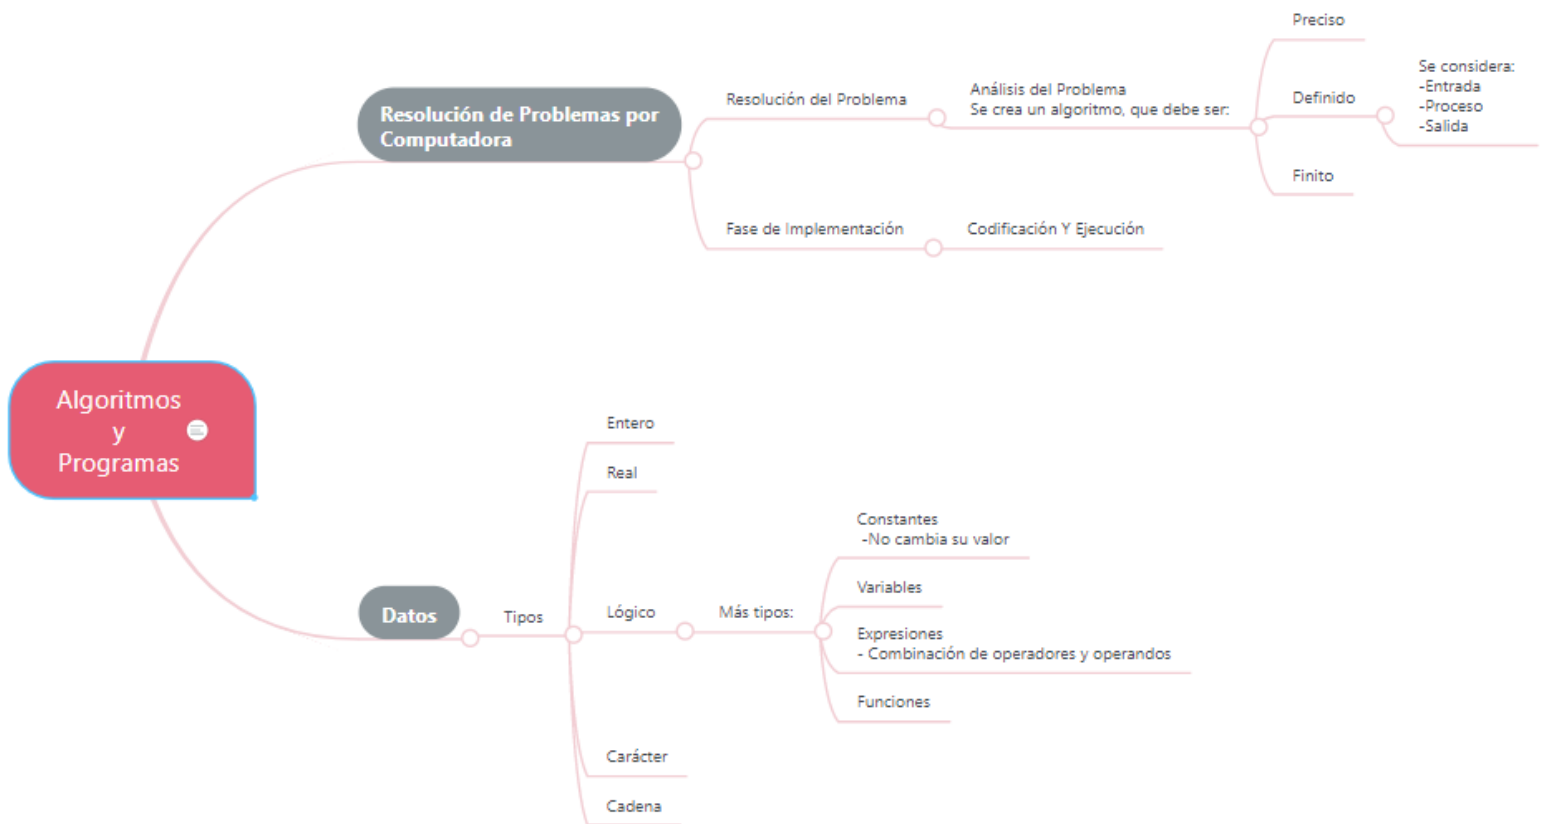 Algoritmos
y
Programas
Resolución de Problemas por
Computadora
Resolución del Problema
Análisis del Problema
Se crea un algoritmo, que debe ser:
Preciso
Definido
Se considera:
-Entrada
-Proceso
-Salida
Finito
Fase de Implementación
Codificación Y Ejecución
Datos
Tipos
Entero
Real
Lógico
Más tipos:
Constantes
-No cambia su valor
Variables
Expresiones
- Combinación de operadores y operandos
Funciones
Carácter
Cadena